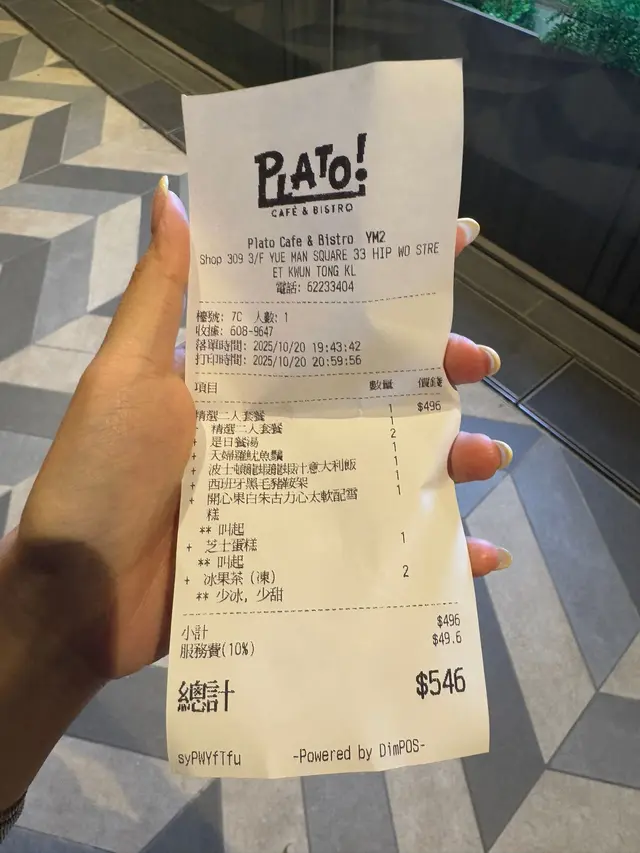 PLATO!
CAFÉ & BISTRO
Plato Cafe & Bistro YM2
Shop 309 3/F YUE MAN SQUARE 33 HIP WO STRE
ET KWUN TONG KL
電話: 62233404
檯號: 7C 人數: 1
收據: 608-9647
落單時間: 2025/10/20 19:43:42
打印時間: 2025/10/20 20:59:56
項目 數量 價錢
精選二人套餐 1 $496
精選二人套餐 1
+ 是日餐湯 2
+ 天婦羅魷魚鬚 1
+ 波士頓龍蝦龍蝦汁意大利飯 1
+ 西班牙黑毛豬鞍架 1
+ 開心果白朱古力心太軟配雪 1
糕
** 叫起
+ 芝士蛋糕 1
** 叫起
+ 冰果茶 (凍) 2
** 少冰, 少甜
小計 $496
服務費(10%) $49.6
總計 $546
syPWYfTfu -Powered by DimPOS-